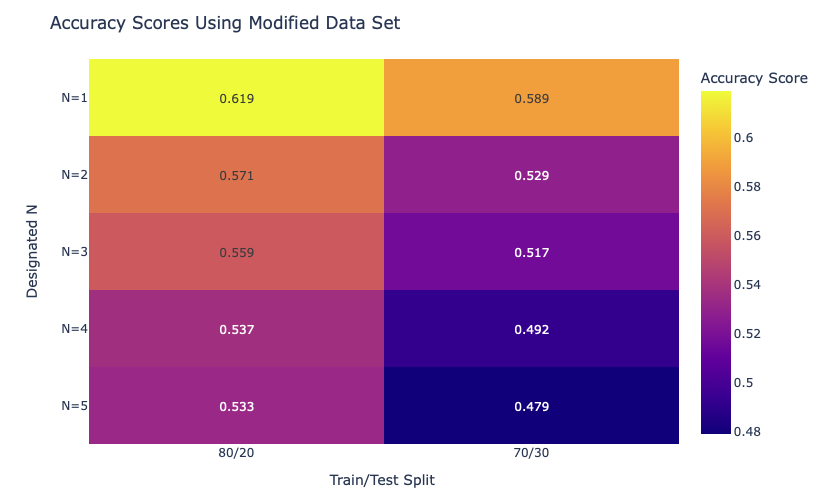 Accuracy Scores Using Modified Data Set
Accuracy Score
N=1 0.619 0.589
N=2 0.571 0.529
N=3 0.559 0.517
N=4 0.537 0.492
N=5 0.533 0.479
Designated N
80/20 70/30
Train/Test Split
0.6
0.58
0.56
0.54
0.52
0.5
0.48